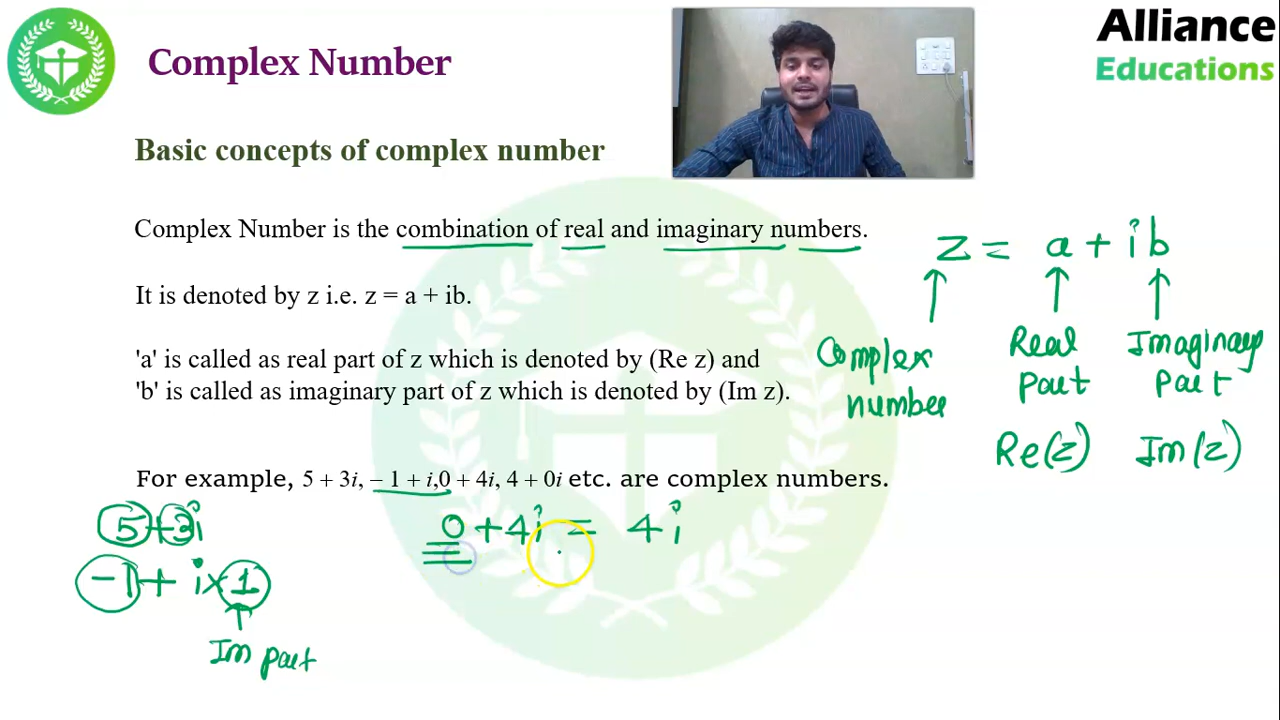 Complex Number
Alliance
Educations
Basic concepts of complex number
Complex Number is the combination of real and imaginary numbers.
It is denoted by z i.e. z = a + ib.
'a' is called as real part of z which is denoted by (Re z) and
'b' is called as imaginary part of z which is denoted by (Im z).
For example, 5 + 3i, – 1 + i,0 + 4i, 4 + 0i etc. are complex numbers.
z = a + ib
Complex
number
Real
part
Re(z)
Imaginary
part
Im(z)
5+3i
-1+ i×1
Im part
0+4i = 4i